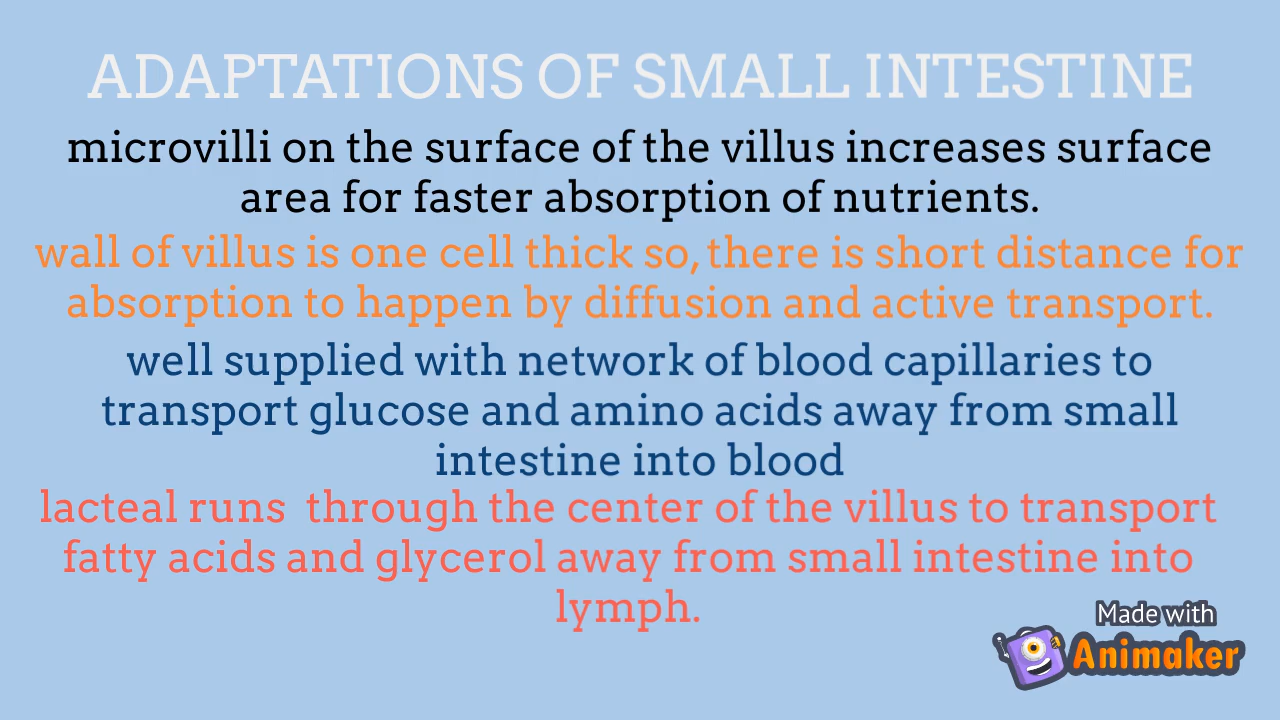 ADAPTATIONS OF SMALL INTESTINE
microvilli on the surface of the villus increases surface
area for faster absorption of nutrients.
wall of villus is one cell thick so, there is short distance for
absorption to happen by diffusion and active transport.
well supplied with network of blood capillaries to
transport glucose and amino acids away from small
intestine into blood
lacteal runs  through the center of the villus to transport
fatty acids and glycerol away from small intestine into
lymph.
Made with
Animaker